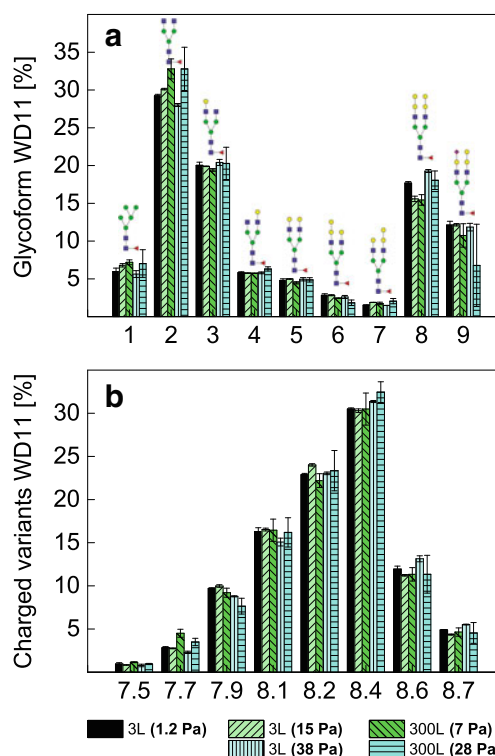 a
Glycoform WD11 [%]
35
30
25
20
15
10
5
1 2 3 4 5 6 7 8 9
b
Charged variants WD11 [%]
30
25
20
15
10
5
7.5 7.7 7.9 8.1 8.2 8.4 8.6 8.7
3L (1.2 Pa) 3L (15 Pa) 300L (7 Pa)
3L (38 Pa) 300L (28 Pa)